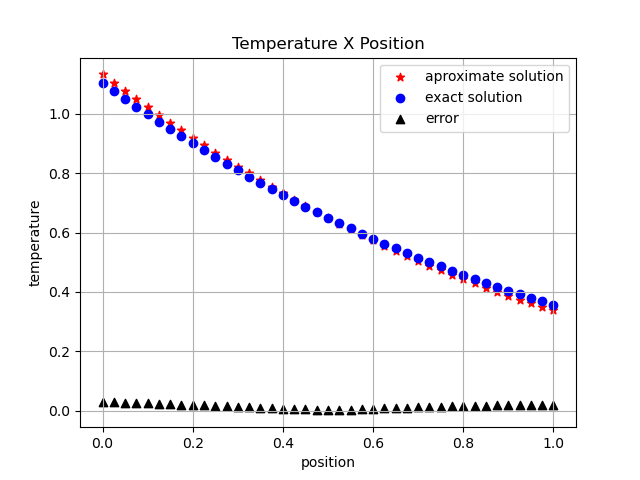 Temperature X Position
aproximate solution
exact solution
error
temperature
1.0
0.8
0.6
0.4
0.2
0.0
0.0 0.2 0.4 0.6 0.8 1.0
position